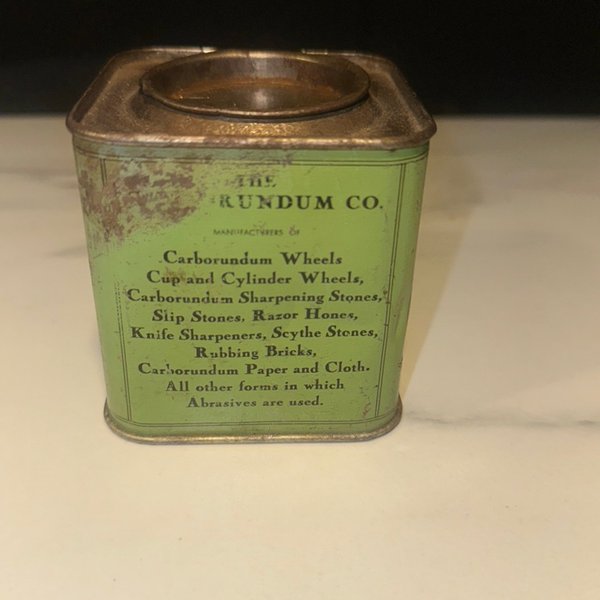 THE
RUNDUM CO.
MANUFACTURERS OF
Carborundum Wheels
Cup and Cylinder Wheels,
Carborundum Sharpening Stones,
Slip Stones, Razor Hones,
Knife Sharpeners, Scythe Stones,
Rubbing Bricks,
Carborundum Paper and Cloth.
All other forms in which
Abrasives are used.